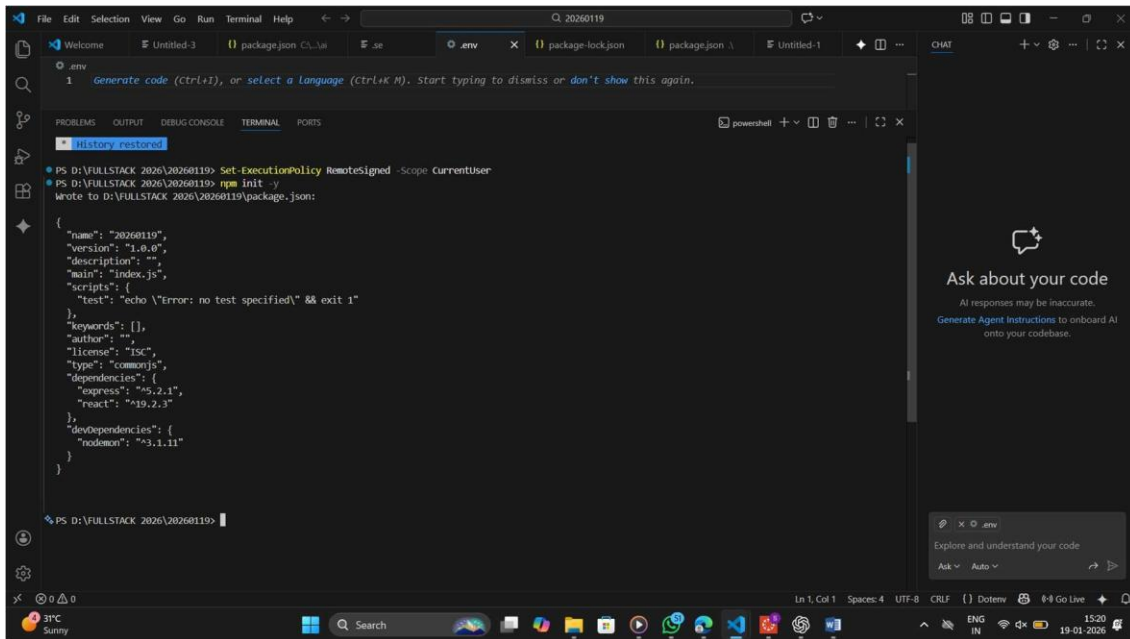 File Edit Selection View Go Run Terminal Help
20260119
Welcome
Untitled-3
package.json C:\...\ai
.se
.env
package-lock.json
package.json .\
Untitled-1
CHAT
.env
1 Generate code (Ctrl+I), or select a language (Ctrl+K M). Start typing to dismiss or don't show this again.
PROBLEMS OUTPUT DEBUG CONSOLE TERMINAL PORTS
powershell
* History restored
PS D:\FULLSTACK 2026\20260119> Set-ExecutionPolicy RemoteSigned -Scope CurrentUser
PS D:\FULLSTACK 2026\20260119> npm init -y
Wrote to D:\FULLSTACK 2026\20260119\package.json:
{
"name": "20260119",
"version": "1.0.0",
"description": "",
"main": "index.js",
"scripts": {
"test": "echo \"Error: no test specified\" && exit 1"
},
"keywords": [],
"author": "",
"license": "ISC",
"type": "commonjs",
"dependencies": {
"express": "^5.2.1",
"react": "^19.2.3"
},
"devDependencies": {
"nodemon": "^3.1.11"
}
}
PS D:\FULLSTACK 2026\20260119>
Ask about your code
AI responses may be inaccurate.
Generate Agent Instructions to onboard AI
onto your codebase.
.env
Explore and understand your code
Ask Auto
0 0
Ln 1, Col 1 Spaces: 4 UTF-8 CRLF {} Dotenv Go Live
4
31°C
Sunny
Search
9
ENG
IN
15:20
19-01-2026